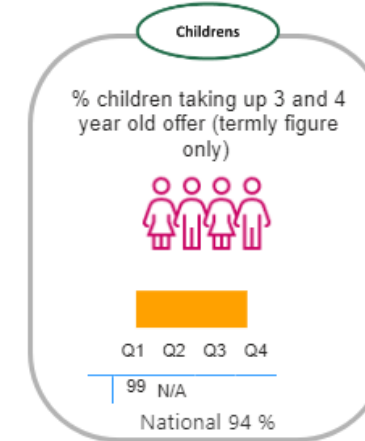 Childrens
% children taking up 3 and 4
year old offer (termly figure
only)
Q1 Q2 Q3 Q4
99 N/A
National 94 %